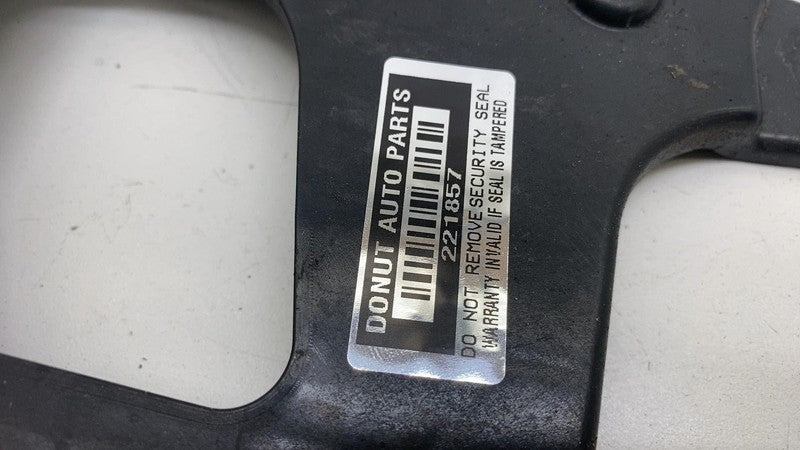 DONUT AUTO PARTS
221857
DO NOT REMOVE SECURITY SEAL
WARRANTY INVALID IF SEAL IS TAMPERED